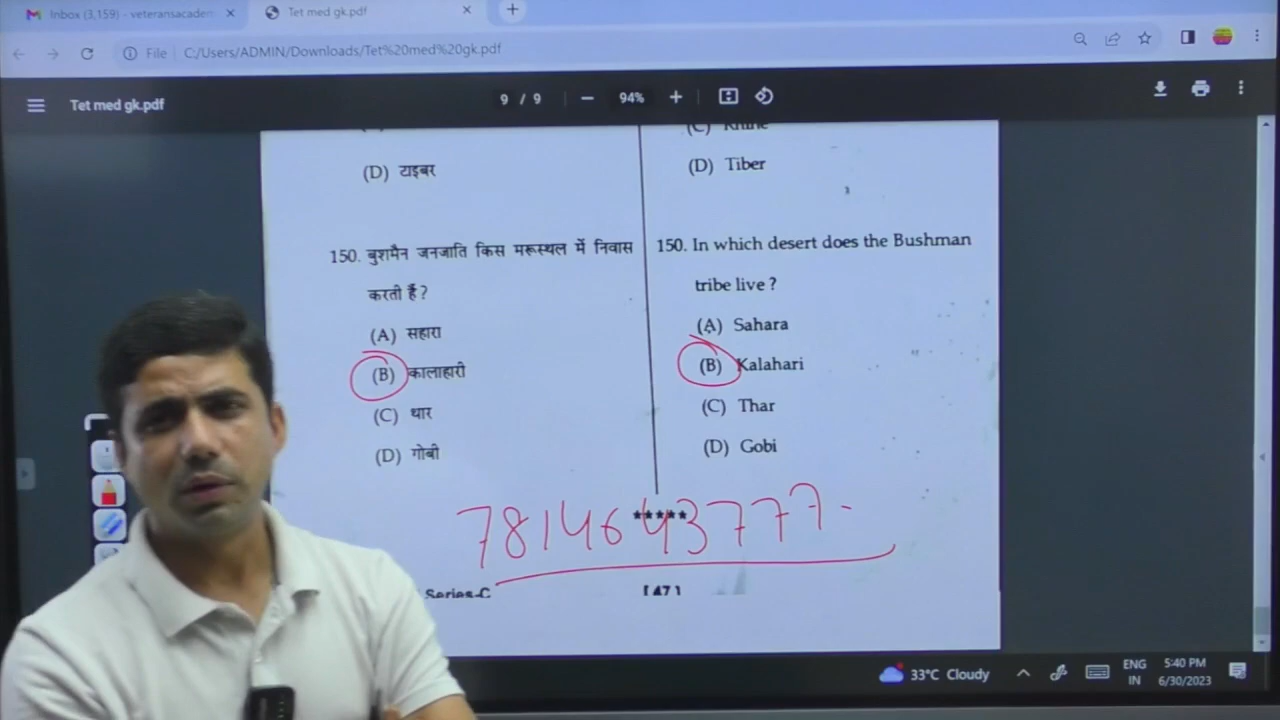 Inbox (3,159) - veteransacadem
Tet med gk.pdf
File
C:/Users/ADMIN/Downloads/Tet%20med%20gk.pdf
Tet med gk.pdf
9 / 9
94%
(D) टाइबर
(D) Tiber
150. बुशमैन जनजाति किस मरूस्थल में निवास
करती हैं ?
(A) सहारा
(B) कालाहारी
(C) थार
(D) गोबी
150. In which desert does the Bushman
tribe live ?
(A) Sahara
(B) Kalahari
(C) Thar
(D) Gobi
*****
7814643777
Series-C
[ 47 ]
33°C Cloudy
ENG
IN
5:40 PM
6/30/2023